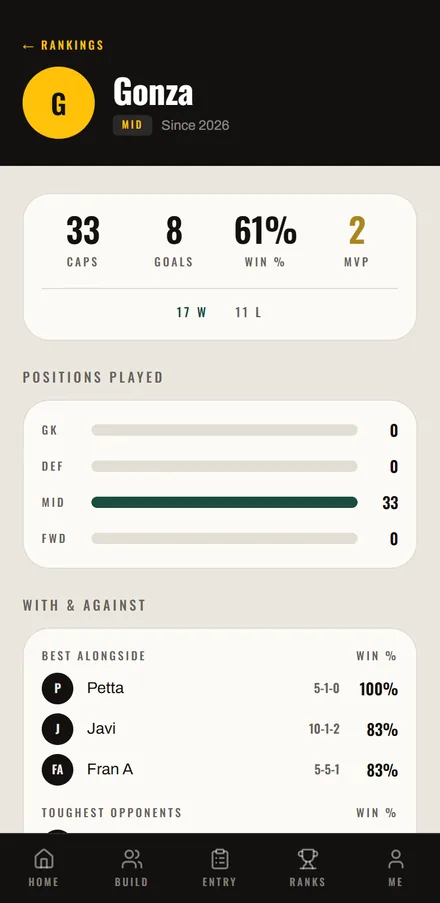 ← RANKINGS
G
Gonza
MID Since 2026
33 8 61% 2
CAPS GOALS WIN % MVP
17 W 11 L
POSITIONS PLAYED
GK 0
DEF 0
MID 33
FWD 0
WITH & AGAINST
BEST ALONGSIDE WIN %
P Petta 5-1-0 100%
J Javi 10-1-2 83%
FA Fran A 5-5-1 83%
TOUGHEST OPPONENTS WIN %
HOME BUILD ENTRY RANKS ME